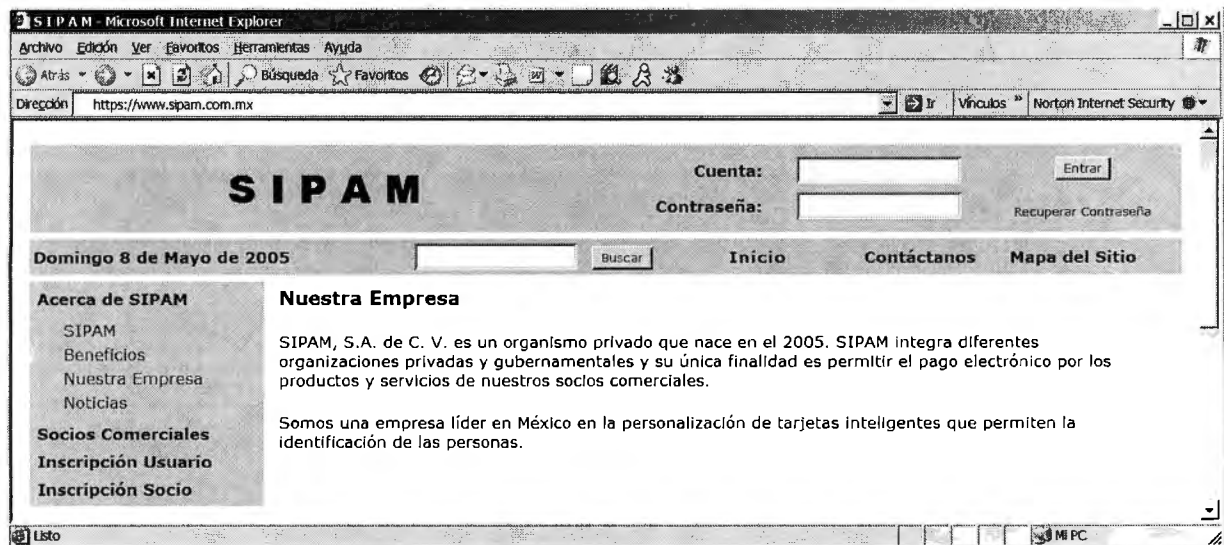 S I P A M - Microsoft Internet Explorer
Archivo Edición Ver Favoritos Herramientas Ayuda
Atrás Búsqueda Favoritos
Dirección https://www.sipam.com.mx Ir Vínculos » Norton Internet Security
S I P A M
Cuenta: Entrar
Contraseña: Recuperar Contraseña
Domingo 8 de Mayo de 2005 Buscar Inicio Contáctanos Mapa del Sitio
Acerca de SIPAM
SIPAM
Beneficios
Nuestra Empresa
Noticias
Socios Comerciales
Inscripción Usuario
Inscripción Socio
Nuestra Empresa
SIPAM, S.A. de C. V. es un organismo privado que nace en el 2005. SIPAM integra diferentes
organizaciones privadas y gubernamentales y su única finalidad es permitir el pago electrónico por los
productos y servicios de nuestros socios comerciales.
Somos una empresa líder en México en la personalización de tarjetas inteligentes que permiten la
identificación de las personas.
Listo Mi PC